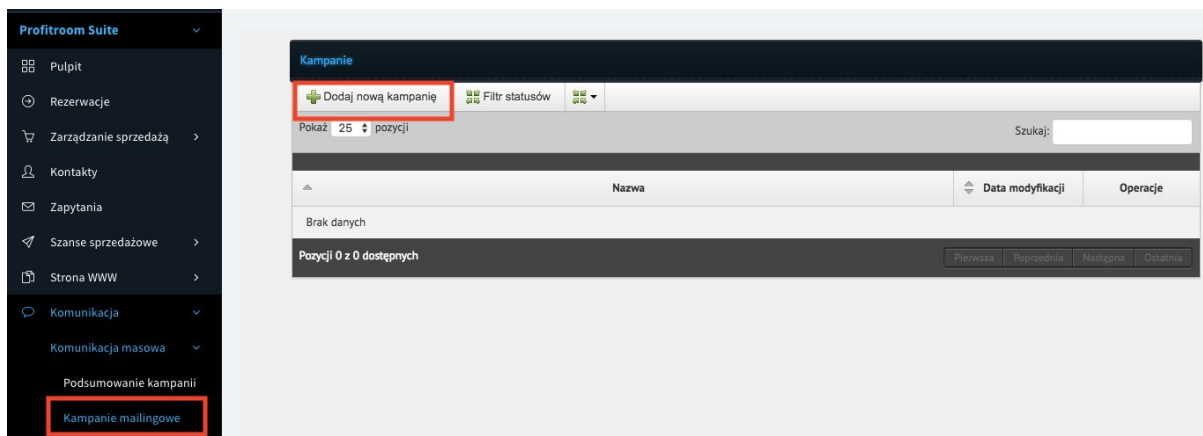 Profitroom Suite
Pulpit
Rezerwacje
Zarządzanie sprzedażą
Kontakty
Zapytania
Szanse sprzedażowe
Strona WWW
Komunikacja
Komunikacja masowa
Podsumowanie kampanii
Kampanie mailingowe
Kampanie
Dodaj nową kampanię Filtr statusów
Pokaż 25 pozycji Szukaj:
Nazwa Data modyfikacji Operacje
Brak danych
Pozycji 0 z 0 dostępnych Pierwsza Poprzednia Następna Ostatnia